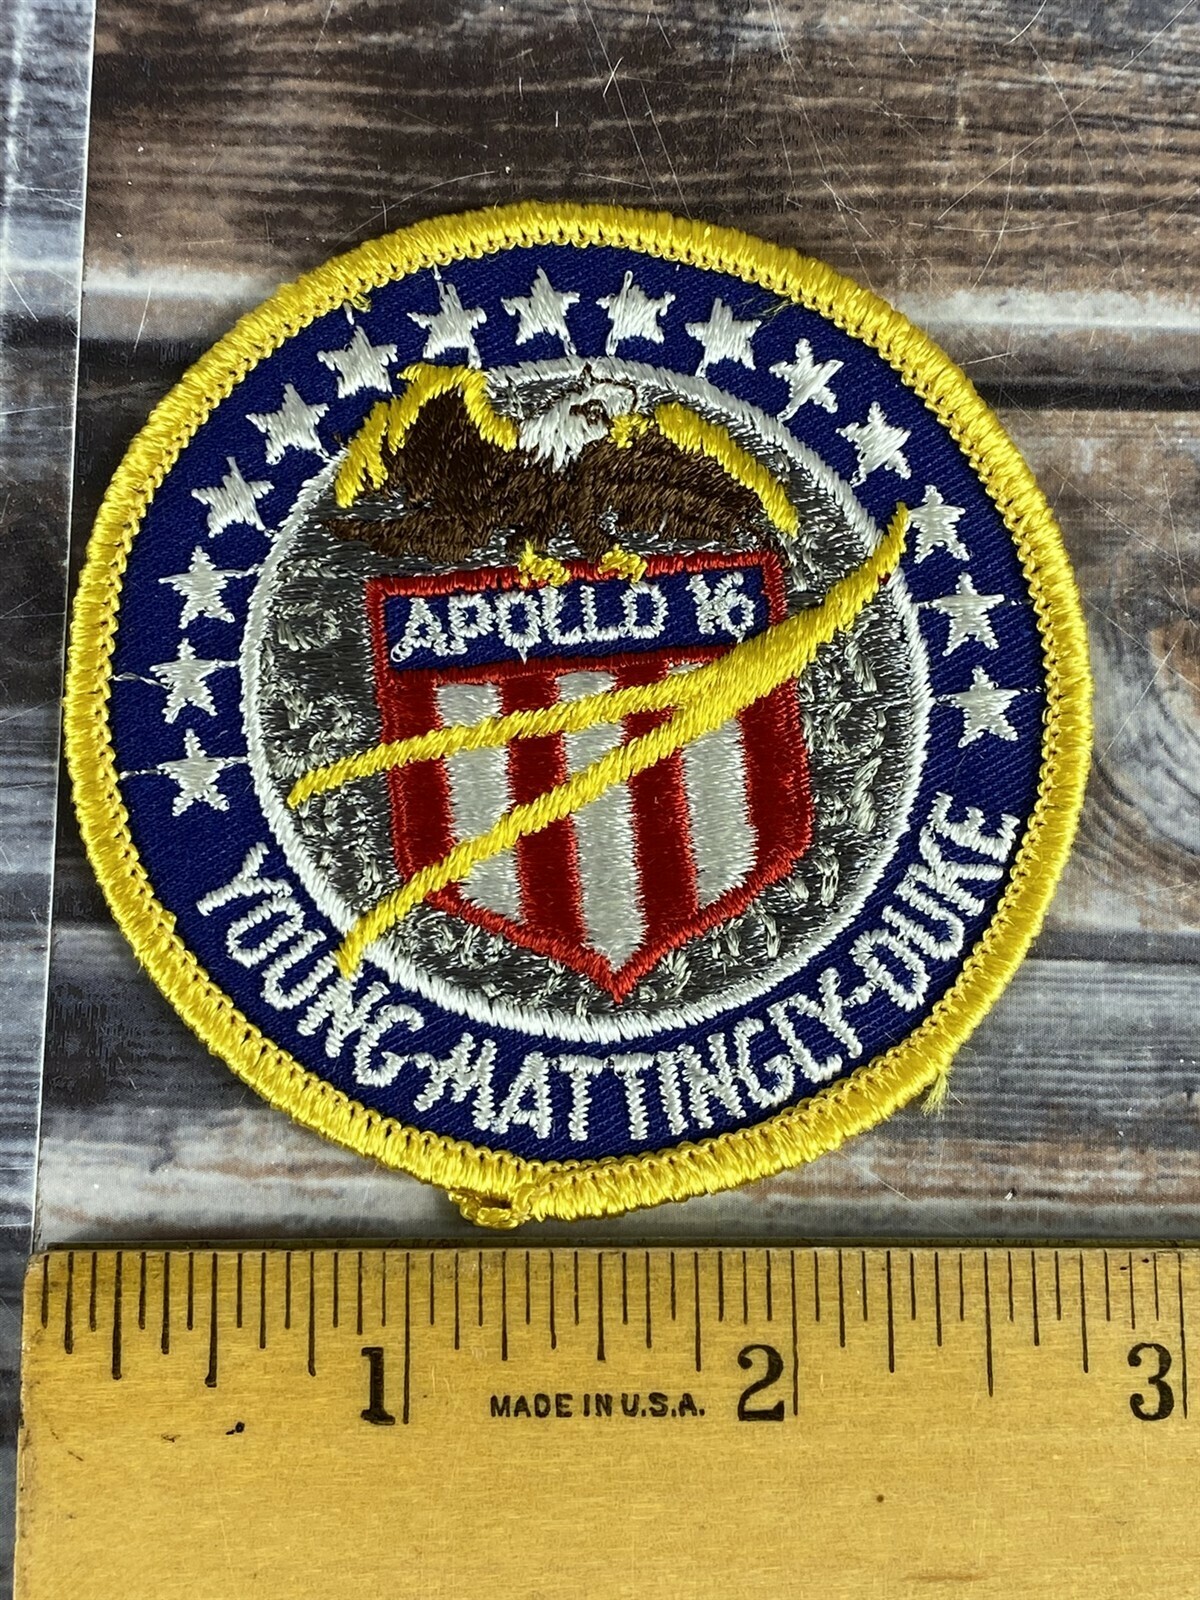 APOLLO 16
YOUNG-MATTINGLY-DUKE
1 MADE IN U.S.A. 2 3